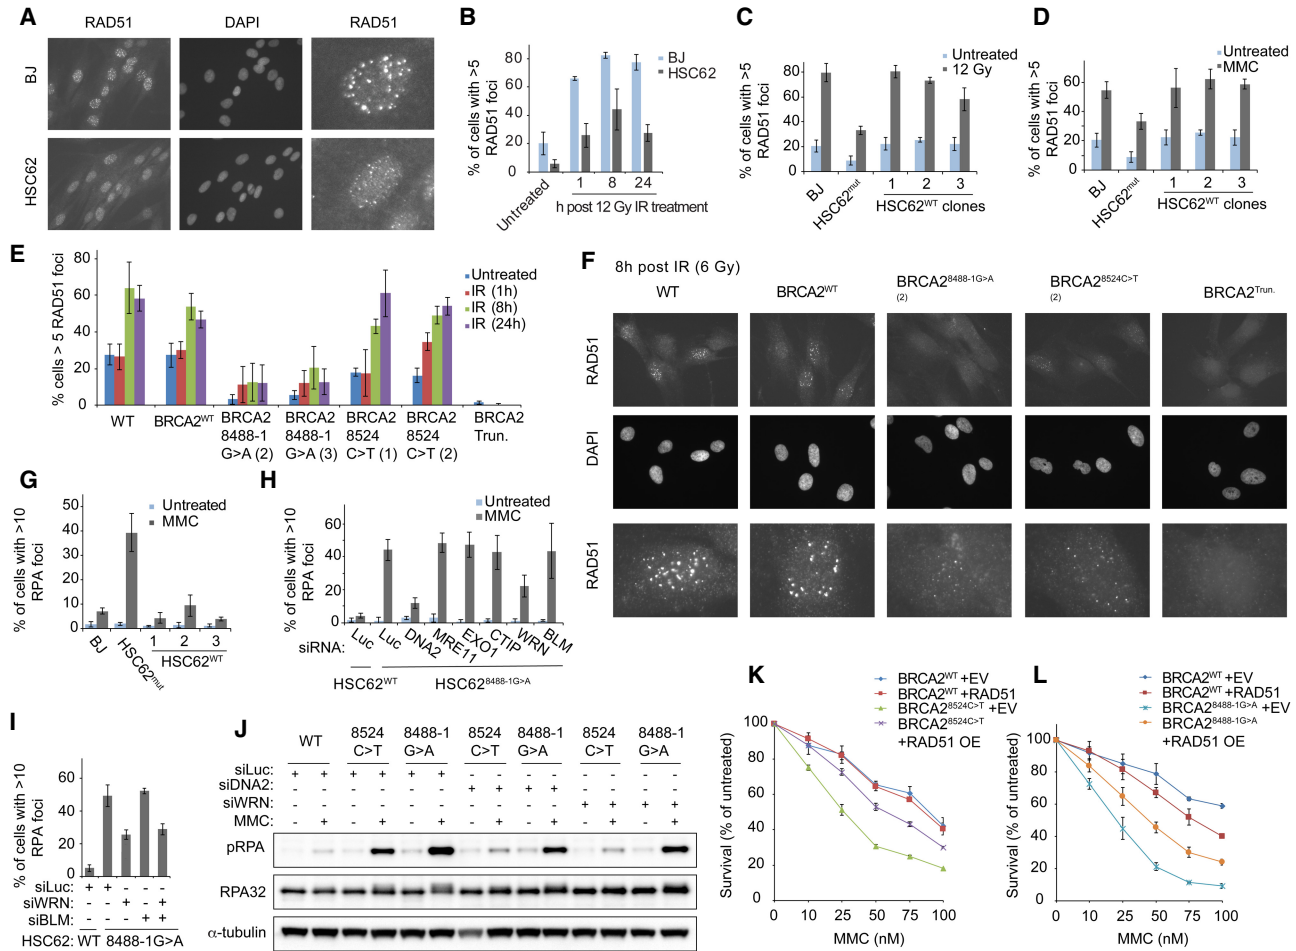 A
RAD51
DAPI
RAD51
BJ
HSC62
B
% of cells with >5
RAD51 foci
80
60
40
20
0
BJ
HSC62
Untreated
1
8
24
h post 12 Gy IR treatment
C
% of cells with >5
RAD51 foci
80
60
40
20
0
Untreated
12 Gy
BJ
HSC62mut
1
2
3
HSC62WT clones
D
% of cells with >5
RAD51 foci
60
40
20
0
Untreated
MMC
BJ
HSC62mut
1
2
3
HSC62WT clones
E
% cells > 5 RAD51 foci
80
60
40
20
0
Untreated
IR (1h)
IR (8h)
IR (24h)
WT
BRCA2WT
BRCA2
8488-1
G>A (2)
BRCA2
8488-1
G>A (3)
BRCA2
8524
C>T (1)
BRCA2
8524
C>T (2)
BRCA2
Trun.
F
8h post IR (6 Gy)
WT
BRCA2WT
BRCA28488-1G>A
(2)
BRCA28524C>T
(2)
BRCA2Trun.
RAD51
DAPI
RAD51
G
% of cells with >10
RPA foci
50
40
30
20
10
0
Untreated
MMC
BJ
HSC62mut
1
2
3
HSC62WT
H
% of cells with >10
RPA foci
60
40
20
0
Untreated
MMC
siRNA:
Luc
Luc
DNA2
MRE11
EXO1
CTIP
WRN
BLM
HSC62WT
HSC628488-1G>A
I
% of cells with >10
RPA foci
60
40
20
0
siLuc: + + - - -
siWRN: - - + - +
siBLM: - - - + +
HSC: WT 8488-1G>A
J
WT
8524
C>T
8488-1
G>A
8524
C>T
8488-1
G>A
8524
C>T
8488-1
G>A
siLuc: + + + + + + - - - - - - - -
siDNA2: - - - - - - + + + + - - - -
siWRN: - - - - - - - - - - + + + +
MMC: - + - + - + - + - + - + - +
pRPA
RPA32
α-tubulin
K
BRCA2WT +EV
BRCA2WT +RAD51
BRCA28524C>T +EV
BRCA28524C>T
+RAD51 OE
Survival (% of untreated)
100
80
60
40
20
0
0
10
25
50
75
100
MMC (nM)
L
BRCA2WT +EV
BRCA2WT +RAD51
BRCA28488-1G>A +EV
BRCA28488-1G>A
+RAD51 OE
Survival (% of untreated)
100
80
60
40
20
0
0
10
25
50
75
100
MMC (nM)